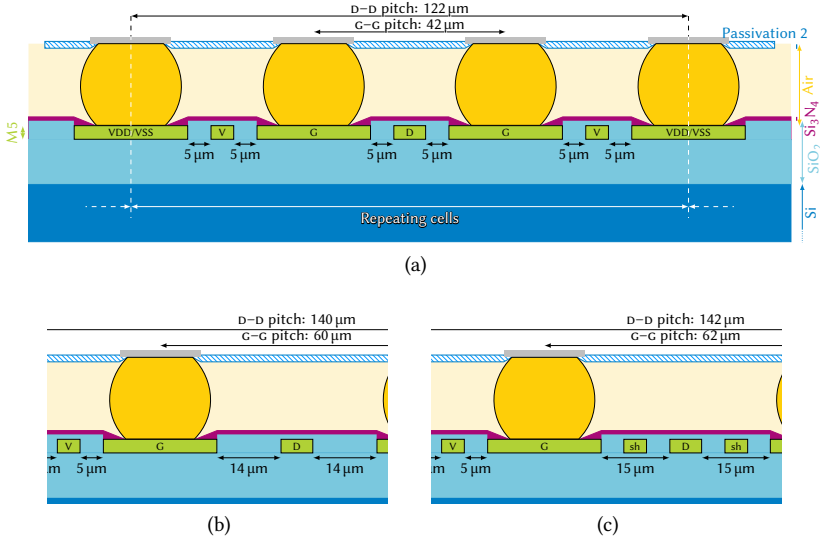 D–D pitch: 122 µm
G–G pitch: 42 µm
Passivation 2
Air
Si3N4
M5
VDD/VSS V G D G V VDD/VSS
5 µm 5 µm 5 µm 5 µm 5 µm 5 µm
SiO2
Si
Repeating cells
(a)
D–D pitch: 140 µm
G–G pitch: 60 µm
V G D
m 5 µm 14 µm 14 µm
(b)
D–D pitch: 142 µm
G–G pitch: 62 µm
V G sh D sh
m 5 µm 15 µm 15 µm
(c)